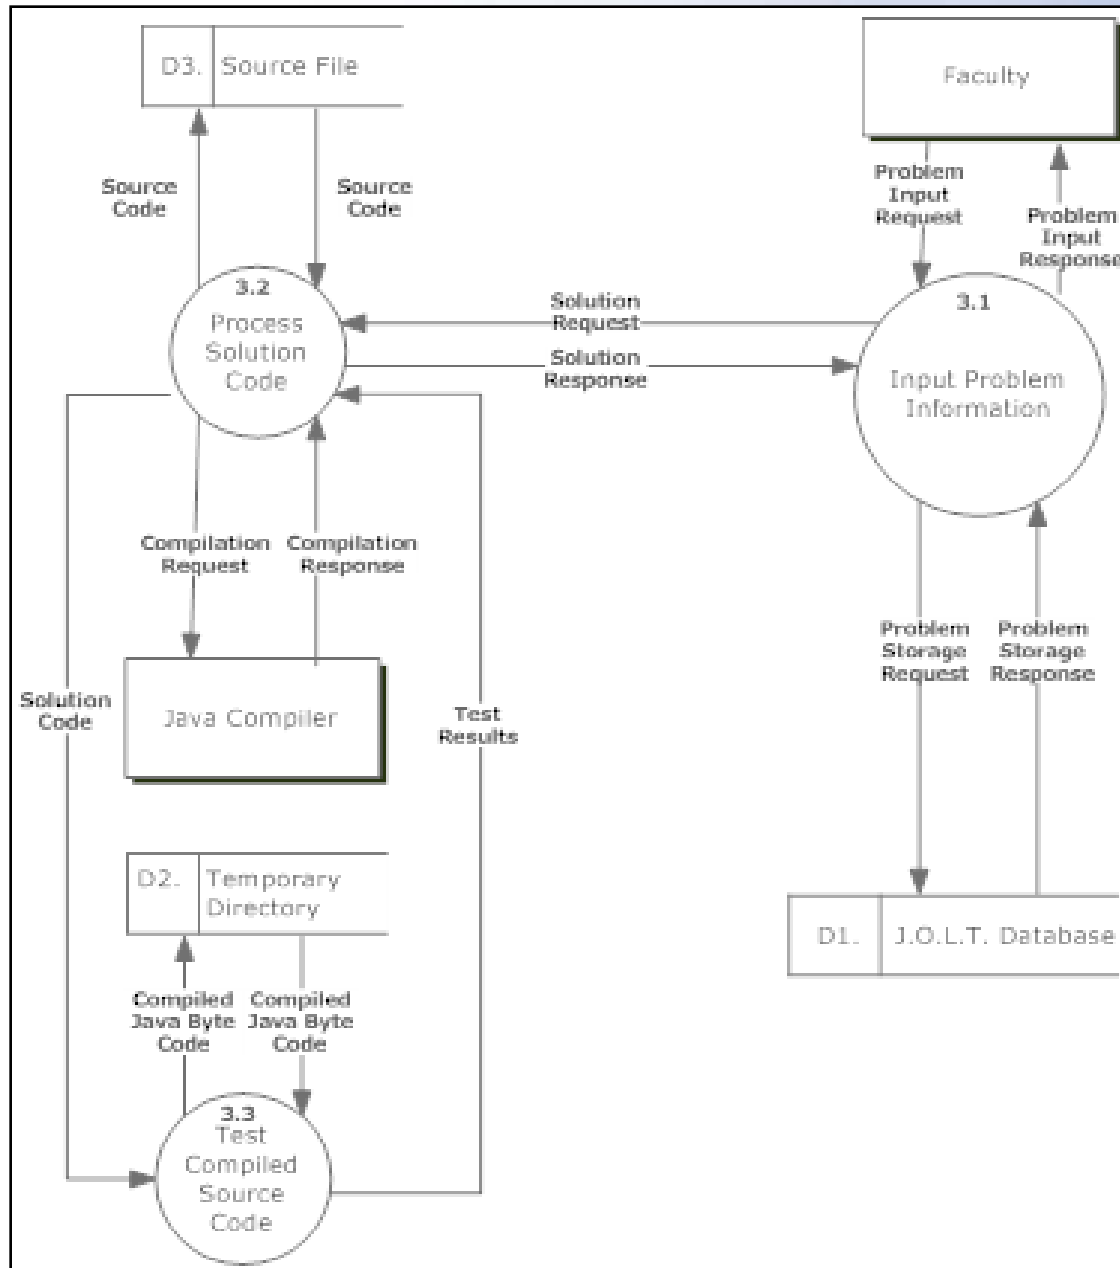 D3. Source File
Faculty
Source
Code
Source
Code
Problem
Input
Request
Problem
Input
Response
3.2
Process
Solution
Code
Solution
Request
Solution
Response
3.1
Input Problem
Information
Compilation
Request
Compilation
Response
Problem
Storage
Request
Problem
Storage
Response
Solution
Code
Java Compiler
Test
Results
D2. Temporary
Directory
D1. J.O.L.T. Database
Compiled
Java Byte
Code
Compiled
Java Byte
Code
3.3
Test
Compiled
Source
Code